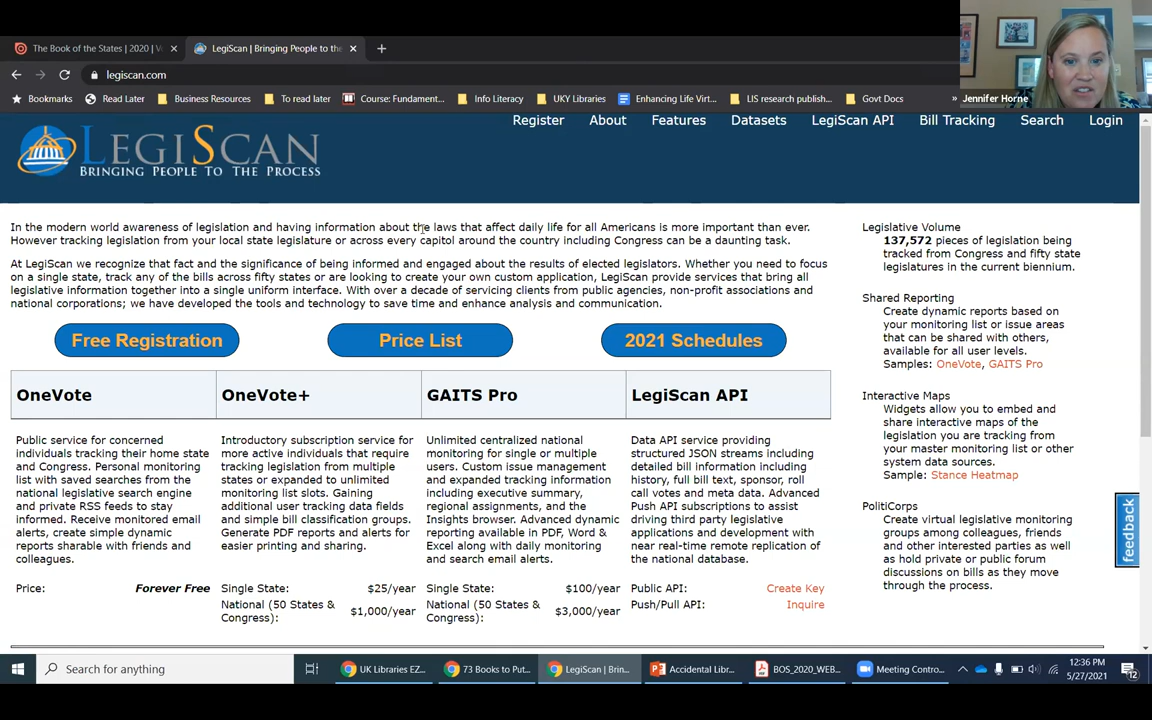 The Book of the States | 2020 | V
LegiScan | Bringing People to the
legiscan.com
Bookmarks
Read Later
Business Resources
To read later
Course: Fundament...
Info Literacy
UKY Libraries
Enhancing Life Virt...
LIS research publish...
Govt Docs
»
Jennifer Horne
Register
About
Features
Datasets
LegiScan API
Bill Tracking
Search
Login
LEGISCAN
BRINGING PEOPLE TO THE PROCESS
In the modern world awareness of legislation and having information about the laws that affect daily life for all Americans is more important than ever.
However tracking legislation from your local state legislature or across every capitol around the country including Congress can be a daunting task.
At LegiScan we recognize that fact and the significance of being informed and engaged about the results of elected legislators. Whether you need to focus
on a single state, track any of the bills across fifty states or are looking to create your own custom application, LegiScan provide services that bring all
legislative information together into a single uniform interface. With over a decade of servicing clients from public agencies, non-profit associations and
national corporations; we have developed the tools and technology to save time and enhance analysis and communication.
Free Registration
Price List
2021 Schedules
OneVote
Public service for concerned
individuals tracking their home state
and Congress. Personal monitoring
list with saved searches from the
national legislative search engine
and private RSS feeds to stay
informed. Receive monitored email
alerts, create simple dynamic
reports sharable with friends and
colleagues.
Price: Forever Free
OneVote+
Introductory subscription service for
more active individuals that require
tracking legislation from multiple
states or expanded to unlimited
monitoring list slots. Gaining
additional user tracking data fields
and simple bill classification groups.
Generate PDF reports and alerts for
easier printing and sharing.
Single State: $25/year
National (50 States &
Congress): $1,000/year
GAITS Pro
Unlimited centralized national
monitoring for single or multiple
users. Custom issue management
and expanded tracking information
including executive summary,
regional assignments, and the
Insights browser. Advanced dynamic
reporting available in PDF, Word &
Excel along with daily monitoring
and search email alerts.
Single State: $100/year
National (50 States &
Congress): $3,000/year
LegiScan API
Data API service providing
structured JSON streams including
detailed bill information including
history, full bill text, sponsor, roll
call votes and meta data. Advanced
Push API subscriptions to assist
driving third party legislative
applications and development with
near real-time remote replication of
the national database.
Public API: Create Key
Push/Pull API: Inquire
Legislative Volume
137,572 pieces of legislation being
tracked from Congress and fifty state
legislatures in the current biennium.
Shared Reporting
Create dynamic reports based on
your monitoring list or issue areas
that can be shared with others,
available for all user levels.
Samples: OneVote, GAITS Pro
Interactive Maps
Widgets allow you to embed and
share interactive maps of the
legislation you are tracking from
your master monitoring list or other
system data sources.
Sample: Stance Heatmap
PolitiCorps
Create virtual legislative monitoring
groups among colleagues, friends
and other interested parties as well
as hold private or public forum
discussions on bills as they move
through the process.
feedback
Search for anything
UK Libraries EZ...
73 Books to Put...
LegiScan | Brin...
Accidental Libr...
BOS_2020_WEB...
Meeting Contro...
12:36 PM
5/27/2021
12